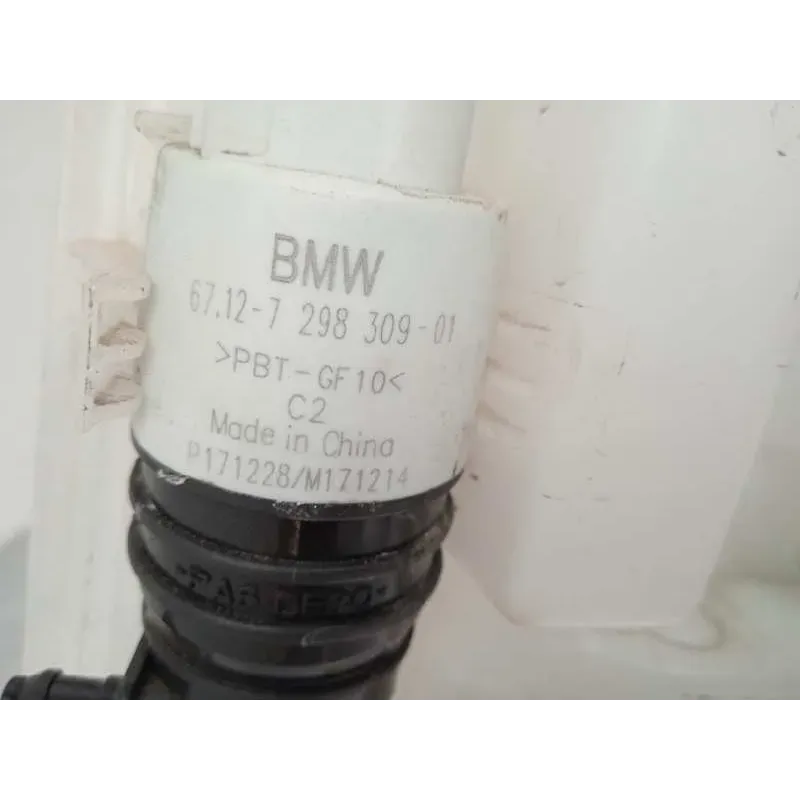 BMW
67.12-7 298 309-01
>PBT-GF10<
C2
Made in China
P171228/M171214